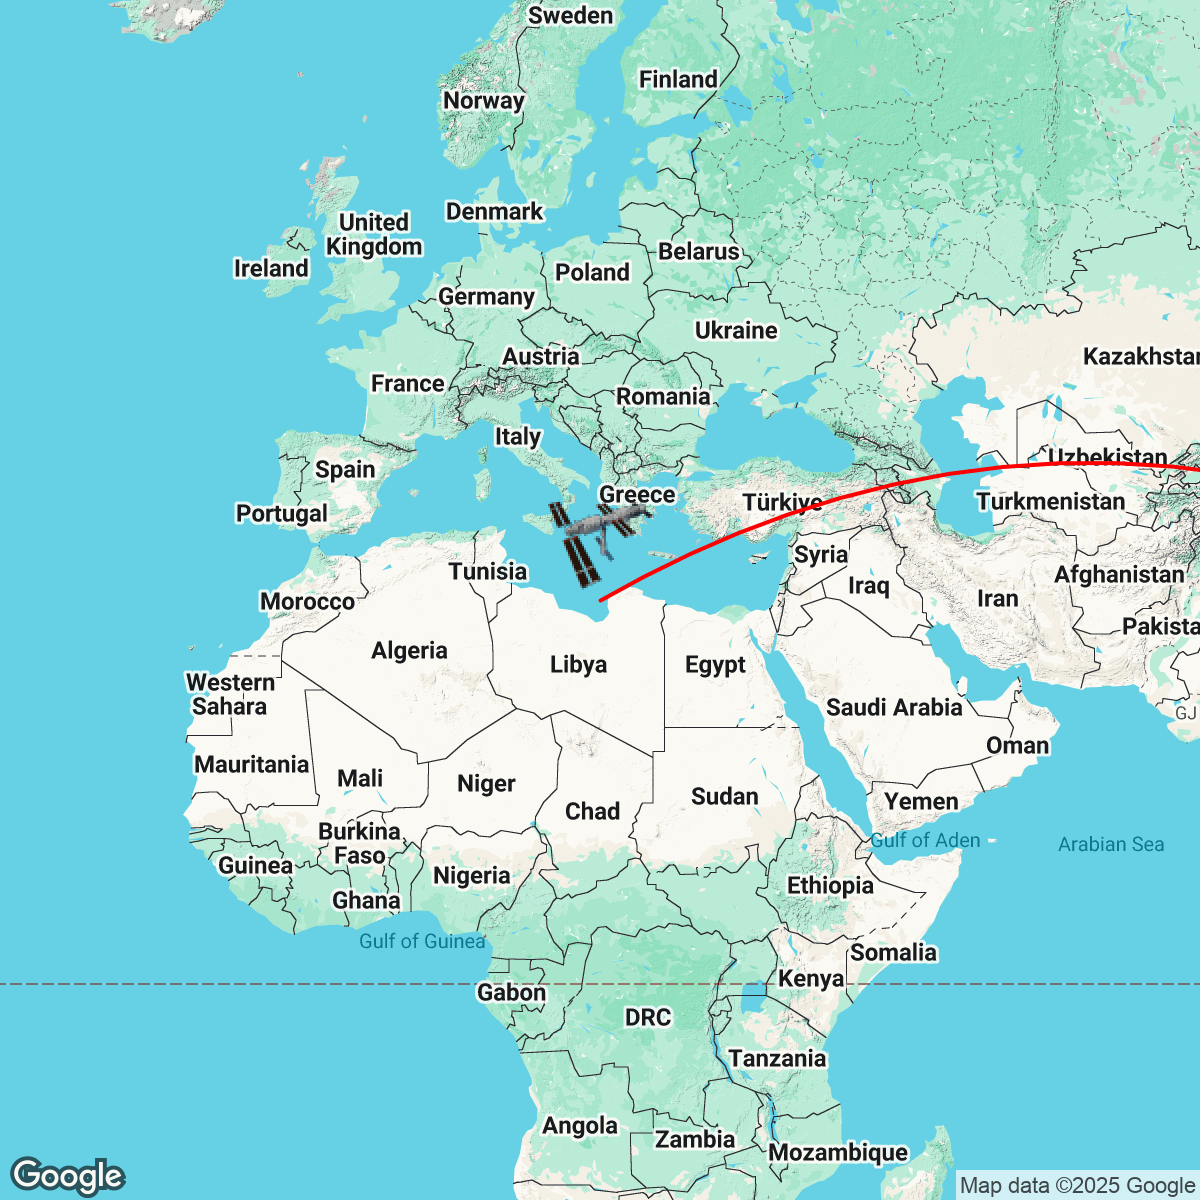 Sweden
Finland
Norway
Denmark
United
Kingdom
Ireland
Belarus
Poland
Germany
Ukraine
Austria
Kazakhstar
France
Romania
Italy
Uzbekistan
Spain
Greece
Türkiye
Turkmenistan
Portugal
Syria
Tunisia
Afghanistan
Iraq
Iran
Morocco
Pakista
Algeria
Libya
Egypt
Western
Sahara
Saudi Arabia
GJ
Oman
Mauritania
Mali
Niger
Sudan
Yemen
Chad
Burkina
Faso
Gulf of Aden
Arabian Sea
Guinea
Nigeria
Ethiopia
Ghana
Gulf of Guinea
Somalia
Kenya
Gabon
DRC
Tanzania
Angola
Zambia
Mozambique
Google
Map data ©2025 Google